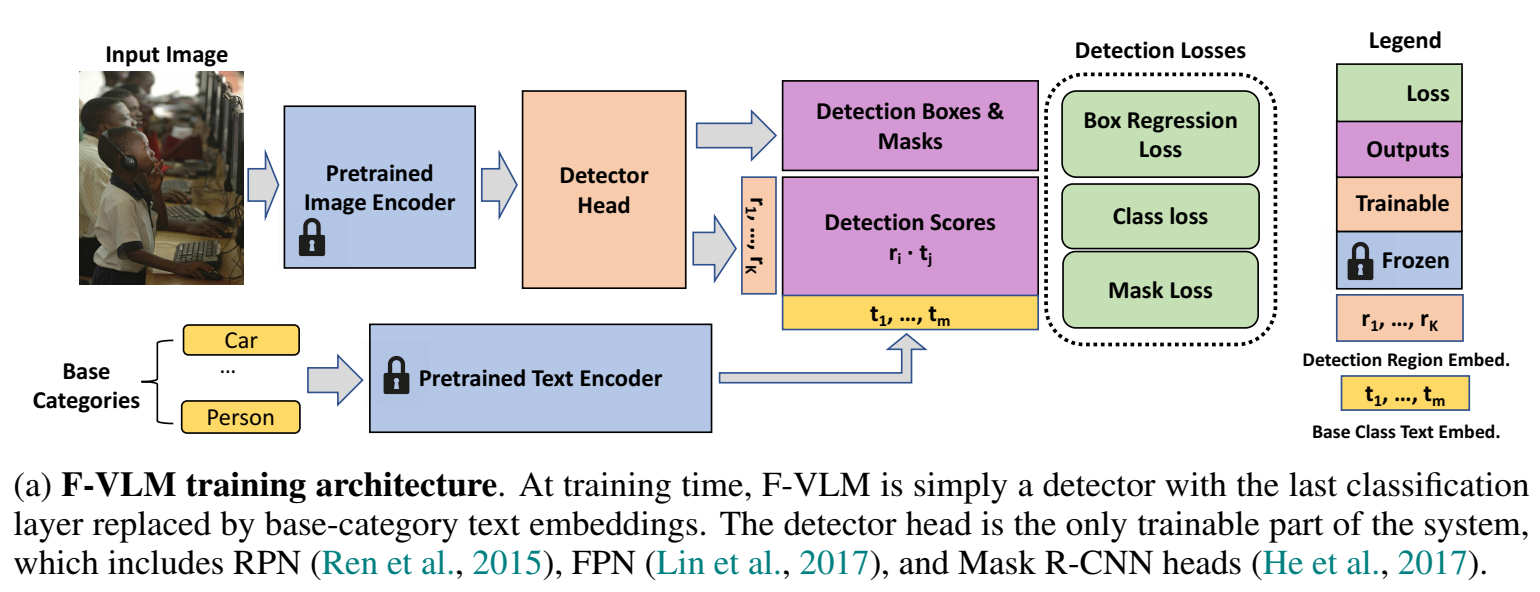 Input Image
Pretrained
Image Encoder
Detector
Head
Detection Boxes &
Masks
r₁, ..., r_K
Detection Scores
rᵢ · tⱼ
t₁, ..., tₘ
Detection Losses
Box Regression
Loss
Class loss
Mask Loss
Legend
Loss
Outputs
Trainable
Frozen
r₁, ..., r_K
Detection Region Embed.
t₁, ..., tₘ
Base Class Text Embed.
Base
Categories
Car
...
Person
Pretrained Text Encoder
(a) F-VLM training architecture. At training time, F-VLM is simply a detector with the last classification
layer replaced by base-category text embeddings. The detector head is the only trainable part of the system,
which includes RPN (Ren et al., 2015), FPN (Lin et al., 2017), and Mask R-CNN heads (He et al., 2017).